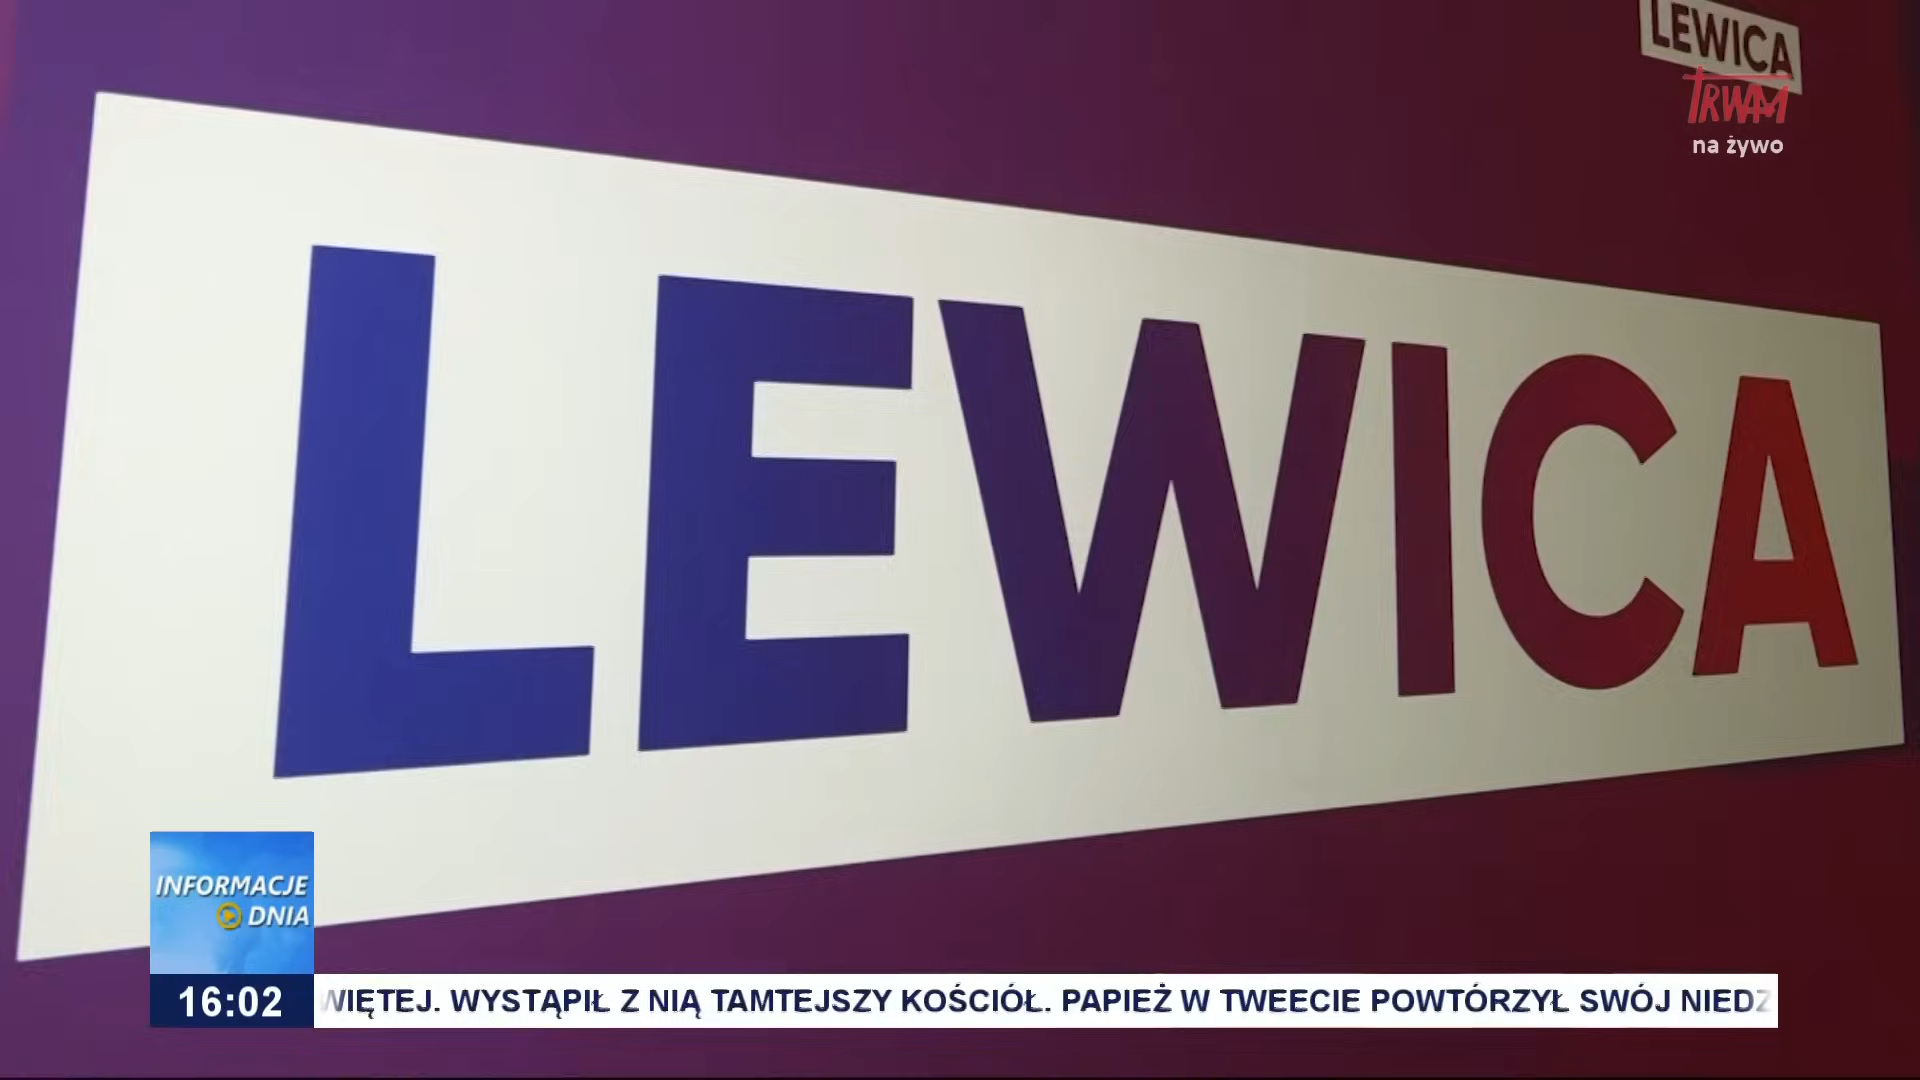 LEWICA
TRWAM
na żywo
LEWICA
INFORMACJE
DNIA
16:02
WIĘTEJ. WYSTĄPIŁ Z NIĄ TAMTEJSZY KOŚCIÓŁ. PAPIEŻ W TWEECIE POWTÓRZYŁ SWÓJ NIEDZ